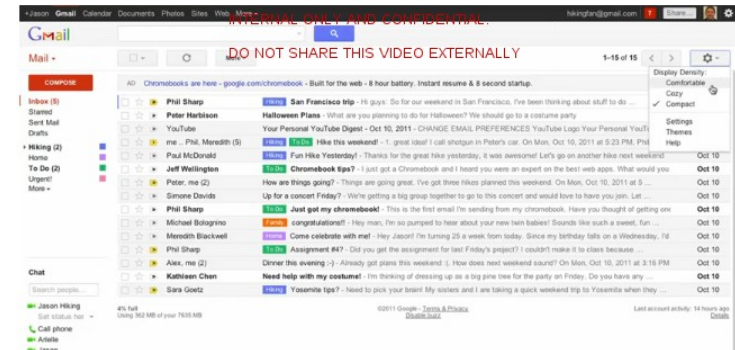 +Jason Gmail Calendar Documents Photos Sites Web More
hikingfan@gmail.com Share...
INTERNAL ONLY AND CONFIDENTIAL.
Gmail
DO NOT SHARE THIS VIDEO EXTERNALLY
Mail More 1–15 of 15
Display Density:
Comfortable
Cozy
✓ Compact
Settings
Themes
Help
COMPOSE
Inbox (5)
Starred
Sent Mail
Drafts
Hiking (2)
Home
To Do (2)
Urgent!
More
AD Chromebooks are here - google.com/chromebook - Built for the web - 8 hour battery. Instant resume & 8 second startup.
Phil Sharp Hiking San Francisco trip - Hi guys: So for our weekend in San Francisco, I've been thinking about stuff to do ...
Peter Harbison Halloween Plans - What are you planning to do for Halloween? We should go to a costume party
YouTube Your Personal YouTube Digest - Oct 10, 2011 - CHANGE EMAIL PREFERENCES YouTube Logo Your Personal
me .. Phil, Meredith (5) Hiking To Do Hike this weekend! - 1. great idea! I call shotgun in Peter's car. On Mon, Oct 10, 2011 at 5:23 PM,
Paul McDonald Hiking Fun Hike Yesterday! - Thanks for the great hike yesterday, it was awesome! Let's go on another hike next weekend Oct 10
Jeff Wellington To Do Chromebook tips? - I just got a Chromebook and I heard you were an expert on the best web apps. What would you Oct 10
Peter, me (2) How are things going? - Things are going great. I've got three hikes planned this weekend. On Mon, Oct 10, 2011 at 5 ... Oct 10
Simone Davids Up for a concert Friday? - We're getting a big group together to go to this concert and would love to have you join. Let ... Oct 10
Phil Sharp To Do Just got my chromebook! - This is the first email I'm sending from my chromebook. Have you thought of getting one Oct 10
Michael Bolognino Family congratulations!! - Hey man, I'm so pumped to hear about your new twin babies! Sounds like such a sweet, fun ... Oct 10
Meredith Blackwell Home Come celebrate with me! - Hey Jason! I'm turning 25 a week from today. Since my birthday falls on a Wednesday, I'd Oct 10
Phil Sharp To Do Assignment #4? - Did you get the assignment for last Friday's project? I couldn't make it to class because ... Oct 10
Alex, me (2) Dinner this evening :-) - Already got plans this weekend :(. How does next weekend sound? On Mon, Oct 10, 2011 at 3:16 PM Oct 10
Kathleen Chen Need help with my costume! - I'm thinking of dressing up as a big pine tree for the party on Friday. Do you have any ... Oct 10
Sara Goetz Hiking Yosemite tips? - Need to pick your brain! My sisters and I are taking a quick weekend trip to Yosemite when they ... Oct 10
4% full
Using 362 MB of your 7635 MB
©2011 Google - Terms & Privacy
Disable buzz
Last account activity: 14 hours ago
Details
Chat
Search people...
Jason Hiking
Set status here
Call phone
Arielle